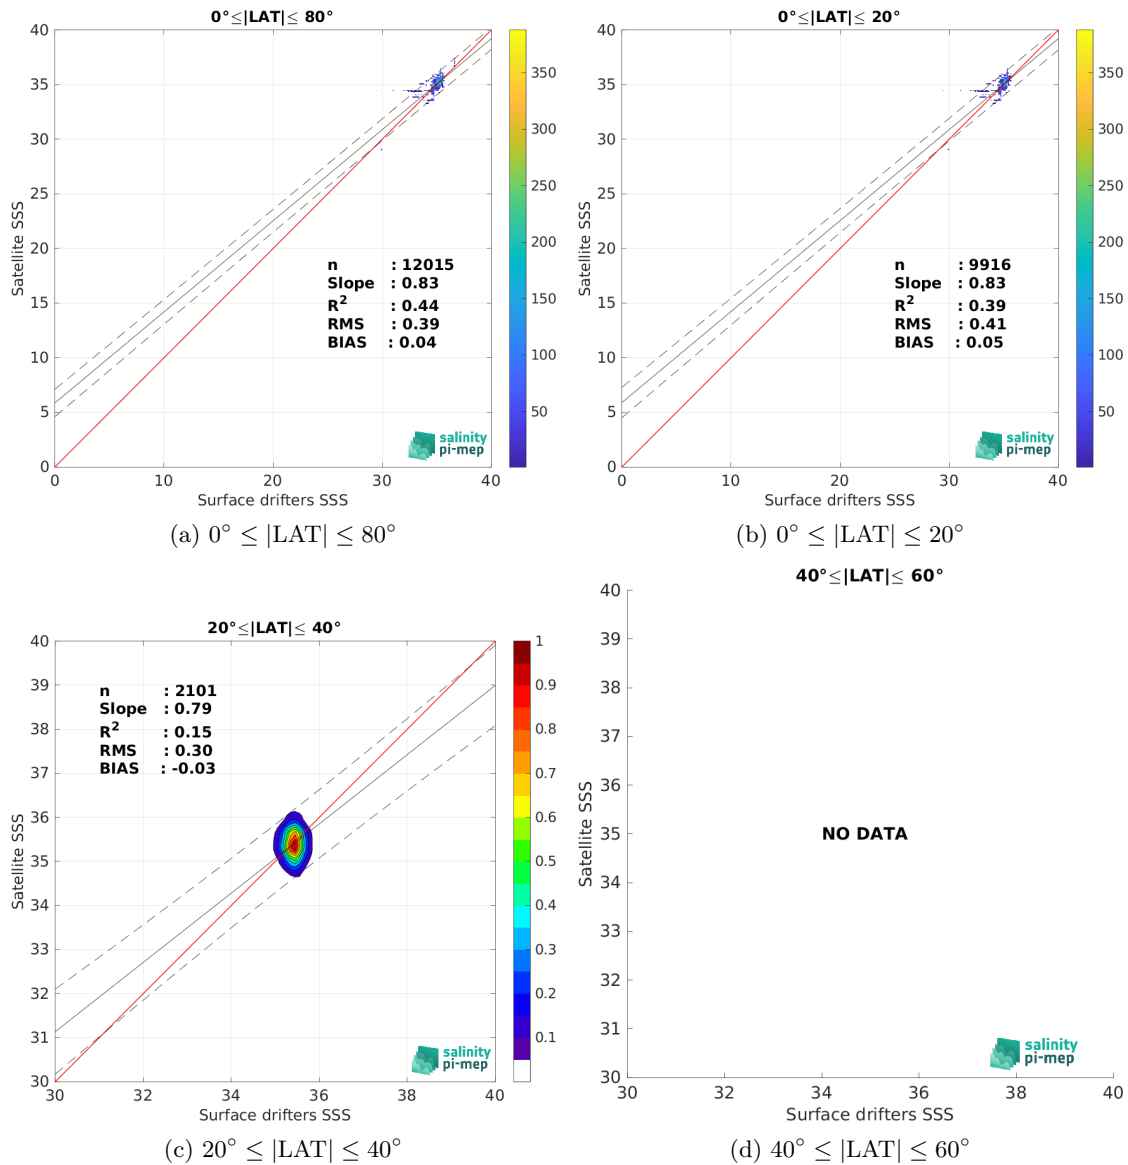 0°≤|LAT|≤ 80°
40
35
30
25
20
15
10
5
0
0
10
20
30
40
Satellite SSS
Surface drifters SSS
n : 12015
Slope : 0.83
R² : 0.44
RMS : 0.39
BIAS : 0.04
salinity
pi-mep
350
300
250
200
150
100
50
(a) 0° ≤ |LAT| ≤ 80°
0°≤|LAT|≤ 20°
40
35
30
25
20
15
10
5
0
0
10
20
30
40
Satellite SSS
Surface drifters SSS
n : 9916
Slope : 0.83
R² : 0.39
RMS : 0.41
BIAS : 0.05
salinity
pi-mep
350
300
250
200
150
100
50
(b) 0° ≤ |LAT| ≤ 20°
20°≤|LAT|≤ 40°
40
39
38
37
36
35
34
33
32
31
30
30
32
34
36
38
40
Satellite SSS
Surface drifters SSS
n : 2101
Slope : 0.79
R² : 0.15
RMS : 0.30
BIAS : -0.03
salinity
pi-mep
1
0.9
0.8
0.7
0.6
0.5
0.4
0.3
0.2
0.1
(c) 20° ≤ |LAT| ≤ 40°
40°≤|LAT|≤ 60°
40
39
38
37
36
35
34
33
32
31
30
30
32
34
36
38
40
Satellite SSS
Surface drifters SSS
NO DATA
salinity
pi-mep
(d) 40° ≤ |LAT| ≤ 60°